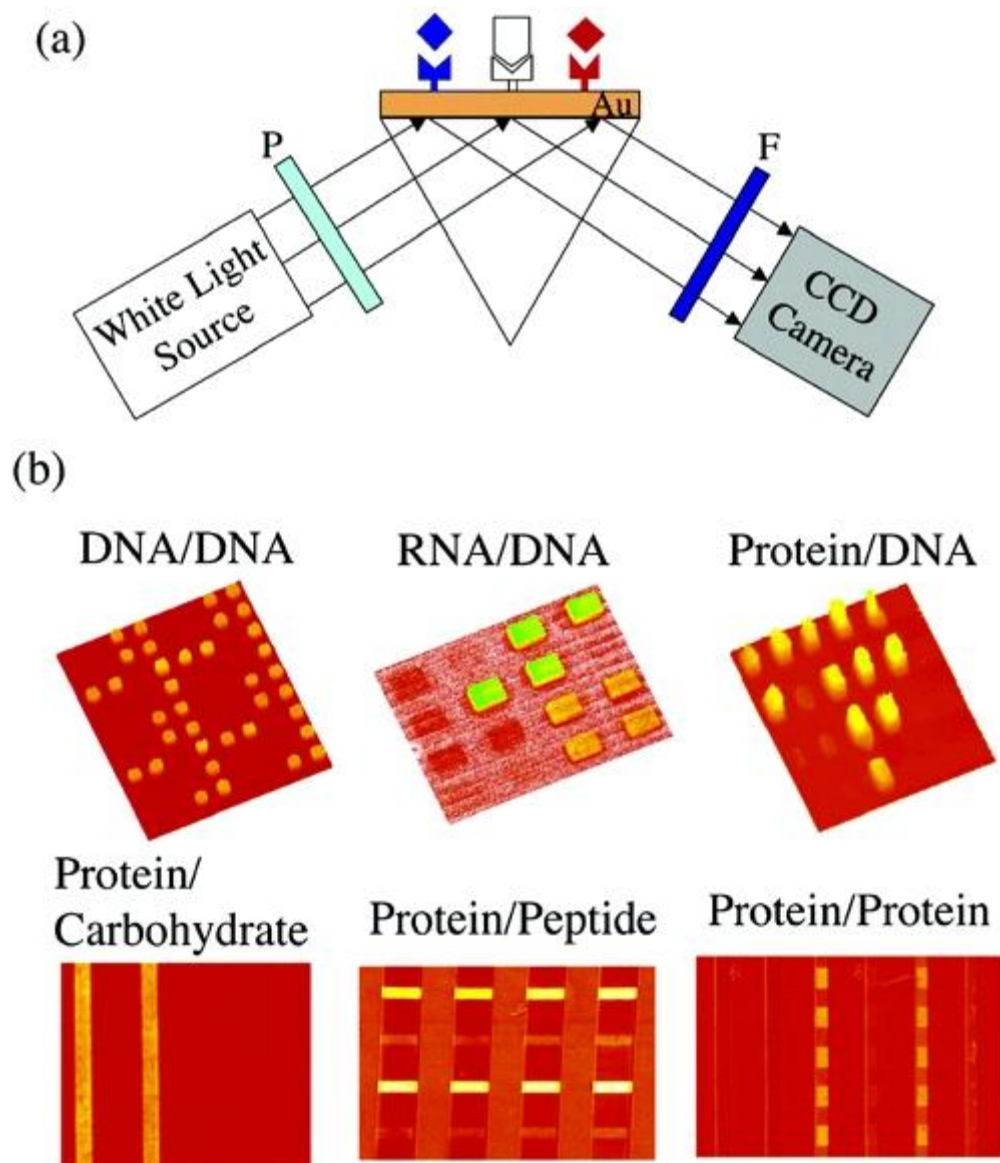 (a)
Au
P
F
White Light
Source
CCD
Camera
(b)
DNA/DNA
RNA/DNA
Protein/DNA
Protein/
Carbohydrate
Protein/Peptide
Protein/Protein